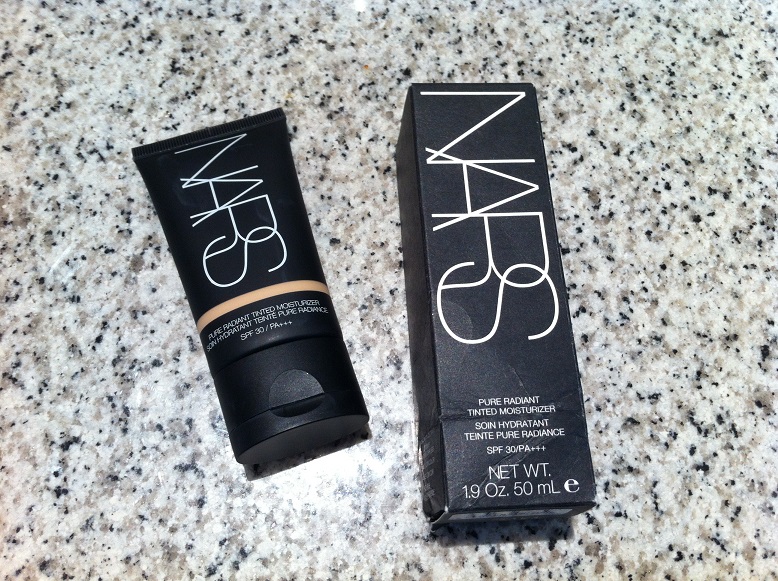 NARS
PURE RADIANT TINTED MOISTURIZER
SOIN HYDRATANT TEINTE PURE RADIANCE
SPF 30 / PA+++
NARS
PURE RADIANT
TINTED MOISTURIZER
SOIN HYDRATANT
TEINTE PURE RADIANCE
SPF 30/PA+++
NET WT.
1.9 Oz. 50 mL e